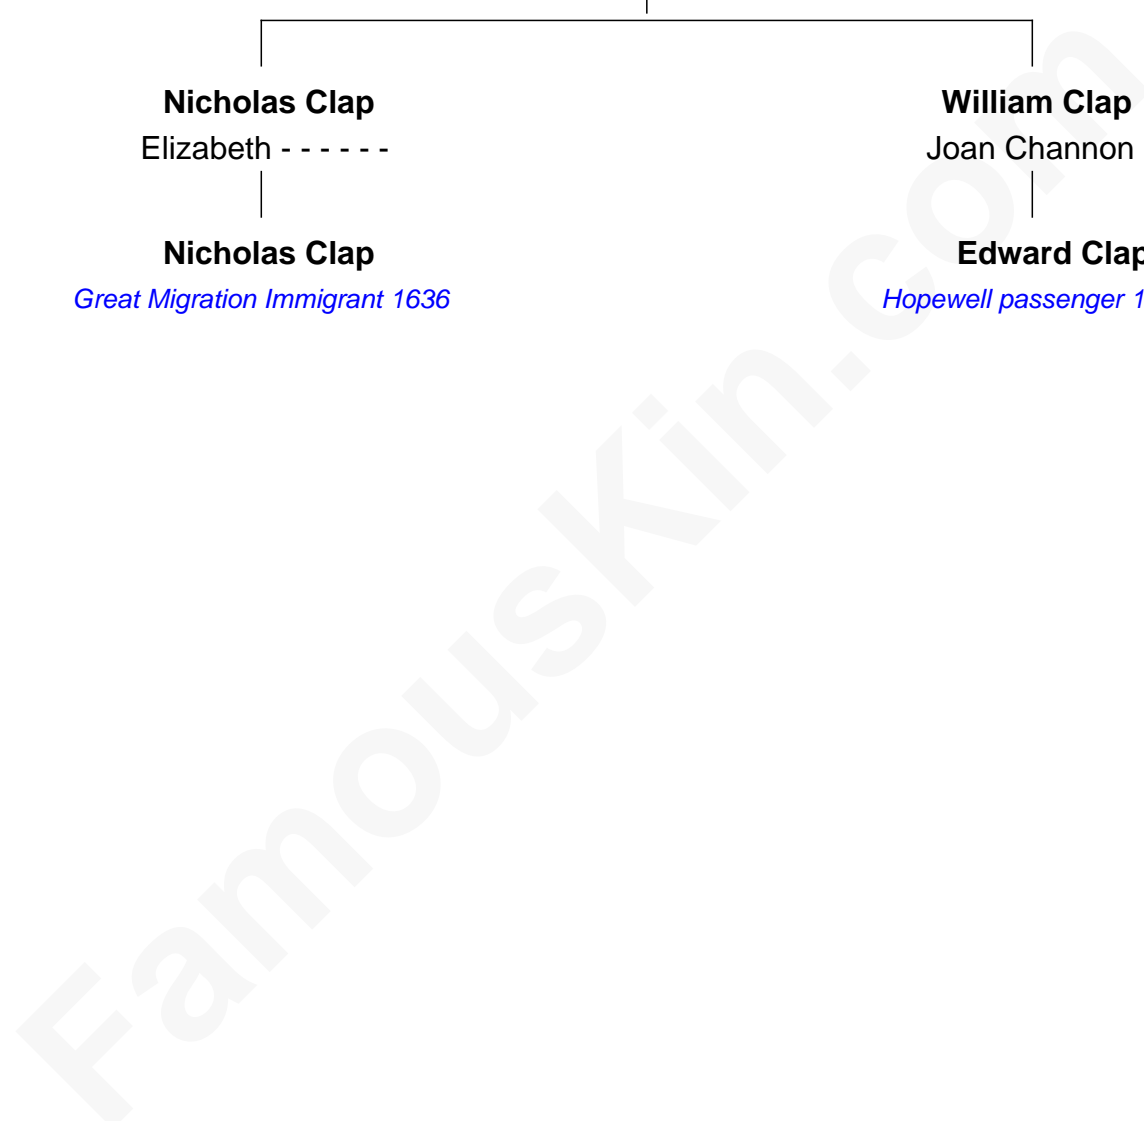 Nicholas Clap
Elizabeth - - - - - -
Nicholas Clap
Great Migration Immigrant 1636
William Clap
Joan Channon
Edward Clap
Hopewell passenger 1
FamousKin.com